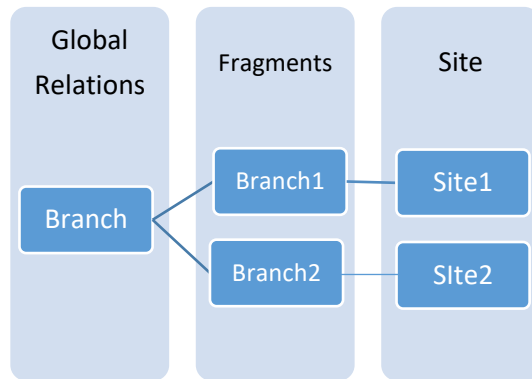 Global
Relations
Fragments
Site
Branch
Branch1
Site1
Branch2
SIte2